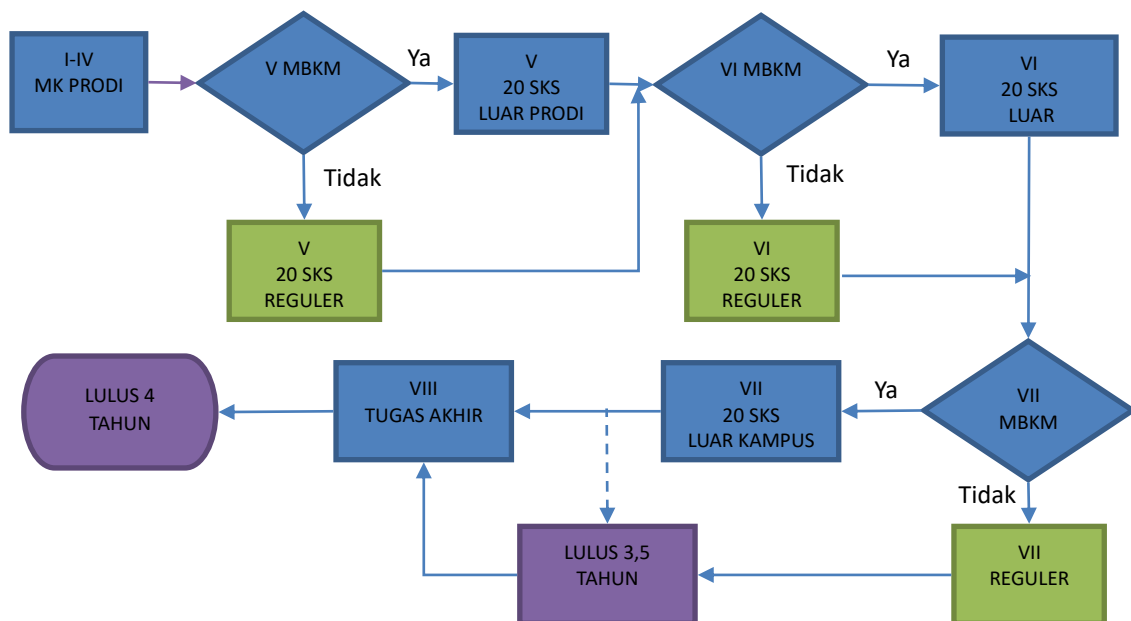 I-IV
MK PRODI
V MBKM
Ya
V
20 SKS
LUAR PRODI
VI MBKM
Ya
VI
20 SKS
LUAR
Tidak
Tidak
V
20 SKS
REGULER
VI
20 SKS
REGULER
LULUS 4
TAHUN
VIII
TUGAS AKHIR
VII
20 SKS
LUAR KAMPUS
Ya
VII
MBKM
Tidak
LULUS 3,5
TAHUN
VII
REGULER